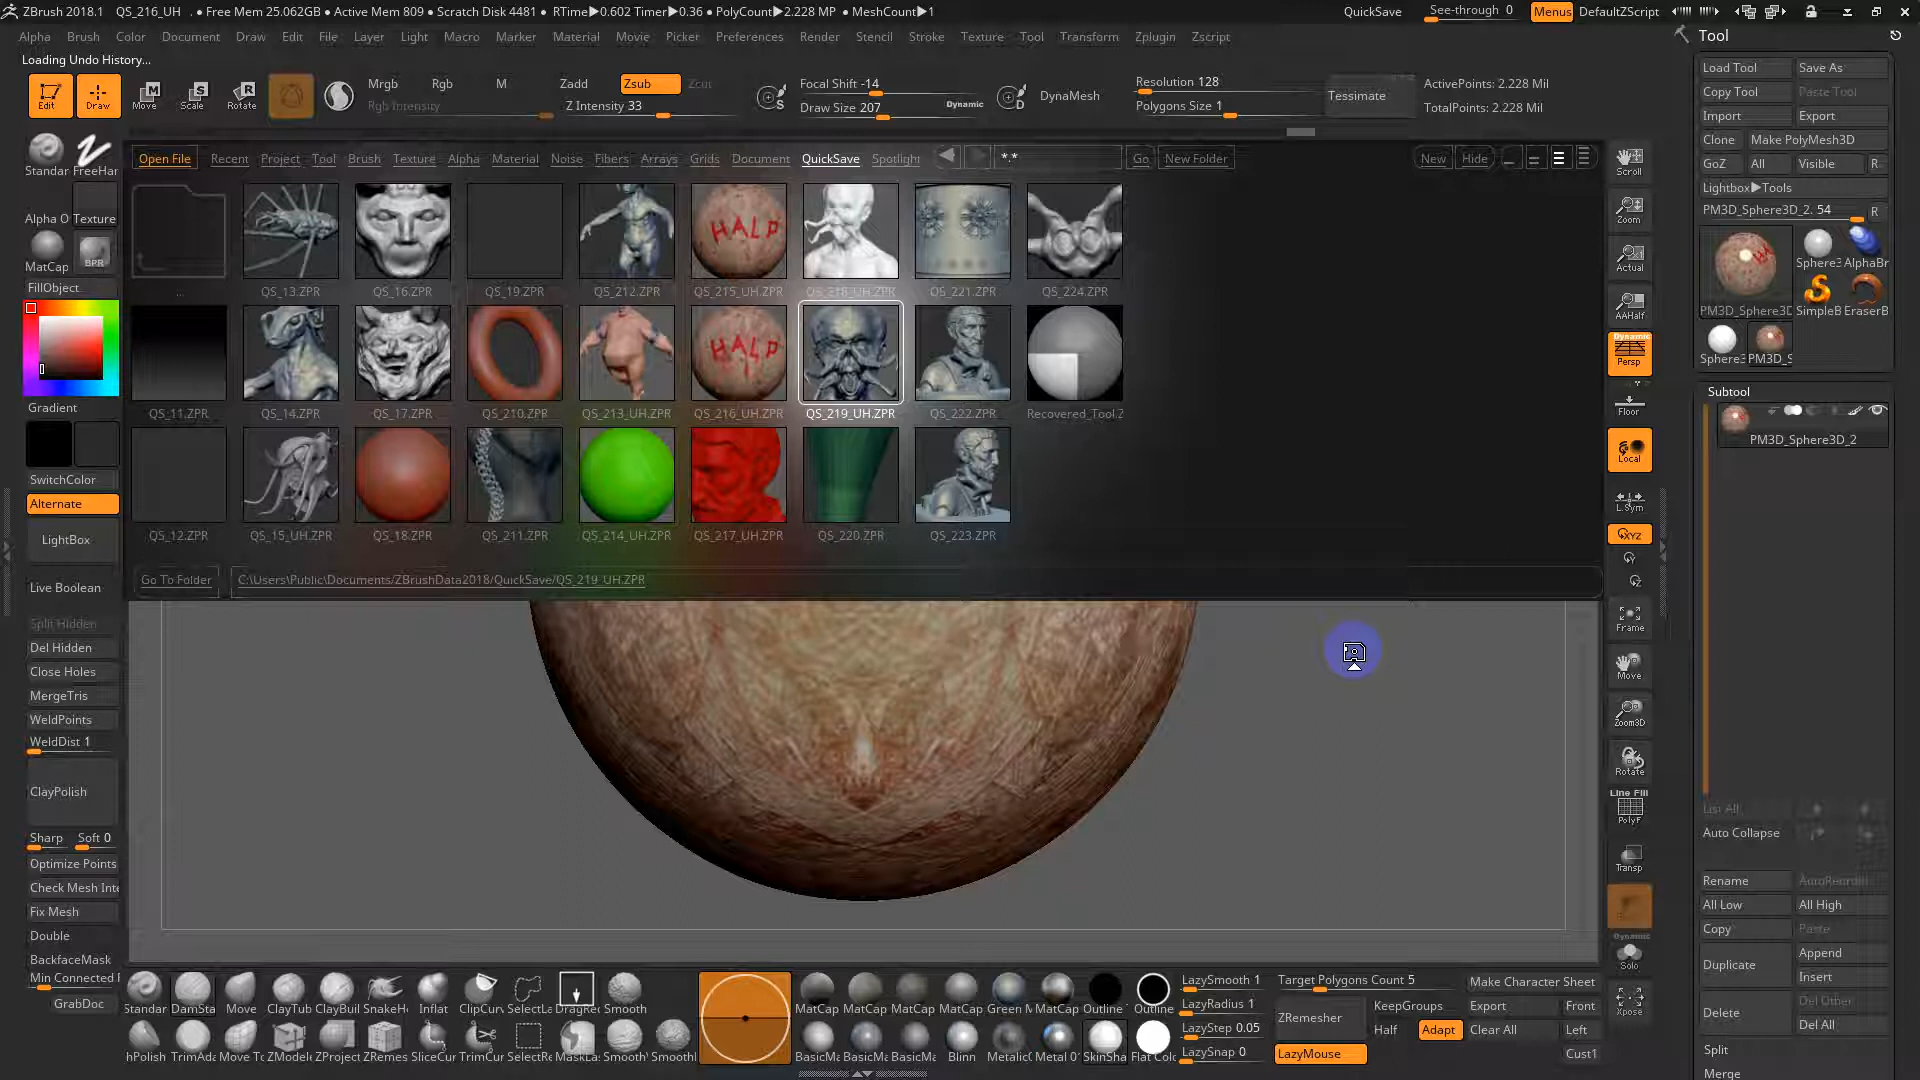 ZBrush 2018.1 QS_216_UH . • Free Mem 25.062GB • Active Mem 809 • Scratch Disk 4481 • RTime▶0.602 Timer▶0.36 • PolyCount▶2.228 MP • MeshCount▶1 QuickSave See-through 0 Menus DefaultZScript
Alpha Brush Color Document Draw Edit File Layer Light Macro Marker Material Movie Picker Preferences Render Stencil Stroke Texture Tool Transform Zplugin Zscript
Tool
Loading Undo History...
Load Tool Save As
Copy Tool Paste Tool
Import Export
Clone Make PolyMesh3D
GoZ All Visible R
Lightbox▶Tools
PM3D_Sphere3D_2. 54 R
Edit Draw Move Scale Rotate
Mrgb Rgb M
Rgb Intensity
Zadd Zsub Zcut
Z Intensity 33
Focal Shift -14
Draw Size 207 Dynamic
DynaMesh
Resolution 128
Polygons Size 1
Tessimate
ActivePoints: 2.228 Mil
TotalPoints: 2.228 Mil
Open File Recent Project Tool Brush Texture Alpha Material Noise Fibers Arrays Grids Document QuickSave Spotlight *.* Go New Folder New Hide
HALP
... QS_13.ZPR QS_16.ZPR QS_19.ZPR QS_212.ZPR QS_215_UH.ZPR QS_218_UH.ZPR QS_221.ZPR QS_224.ZPR
HALP
QS_11.ZPR QS_14.ZPR QS_17.ZPR QS_210.ZPR QS_213_UH.ZPR QS_216_UH.ZPR QS_219_UH.ZPR QS_222.ZPR Recovered_Tool.Z
QS_12.ZPR QS_15_UH.ZPR QS_18.ZPR QS_211.ZPR QS_214_UH.ZPR QS_217_UH.ZPR QS_220.ZPR QS_223.ZPR
Go To Folder C:\Users\Public\Documents/ZBrushData2018/QuickSave/QS_219_UH.ZPR
Standar FreeHar
Alpha O Texture
MatCap BPR
FillObject
Gradient
SwitchColor
Alternate
LightBox
Live Boolean
Split Hidden
Del Hidden
Close Holes
MergeTris
WeldPoints
WeldDist 1
ClayPolish
Sharp Soft 0
Optimize Points
Check Mesh Inte
Fix Mesh
Double
BackfaceMask
Min Connected P
GrabDoc
Scroll
Zoom
Actual
AAHalf
Dynamic
Persp
Floor
Local
L.Sym
XYZ
Frame
Move
Zoom3D
Rotate
Line Fill
PolyF
Transp
Dynamic
Solo
Xpose
Sphere3 AlphaBr
PM3D_Sphere3D SimpleB EraserB
Sphere3 PM3D_S
Subtool
PM3D_Sphere3D_2
List All
Auto Collapse
Rename AutoReorder
All Low All High
Copy Paste
Duplicate Append
Insert
Delete Del Other
Del All
Split
Merge
Standar DamSta Move ClayTub ClayBuil SnakeH Inflat ClipCurv SelectLa DragRec Smooth
hPolish TrimAda Move To ZModele ZProject ZRemes SliceCur TrimCur SelectRe MaskLas Smooth Smooth
MatCap MatCap MatCap MatCap Green M MatCap Outline Outline
BasicMa BasicMa BasicMa Blinn Metalic Metal 0 SkinSha Flat Colo
LazySmooth 1
LazyRadius 1
LazyStep 0.05
LazySnap 0
Target Polygons Count 5
ZRemesher KeepGroups
Half Adapt
LazyMouse
Make Character Sheet
Export Front
Clear All Left
Cust1